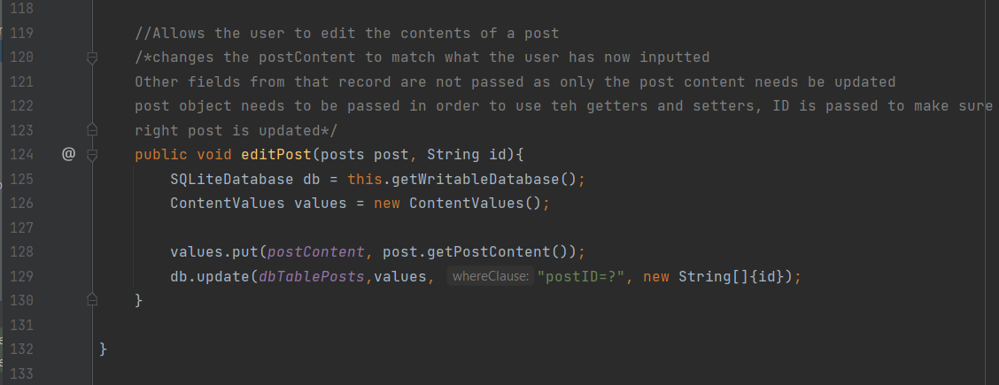 118
119 //Allows the user to edit the contents of a post
120 /*changes the postContent to match what the user has now inputted
121 Other fields from that record are not passed as only the post content needs be updated
122 post object needs to be passed in order to use teh getters and setters, ID is passed to make sure
123 right post is updated*/
124 @ public void editPost(posts post, String id){
125 SQLiteDatabase db = this.getWritableDatabase();
126 ContentValues values = new ContentValues();
127
128 values.put(postContent, post.getPostContent());
129 db.update(dbTablePosts,values, whereClause: "postID=?", new String[]{id});
130 }
131
132 }
133